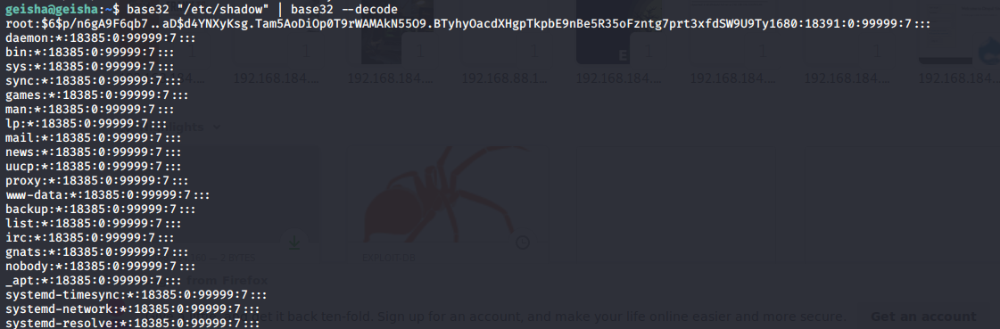 geisha@geisha:~$ base32 "/etc/shadow" | base32 --decode
root:$6$p/n6gA9F6qb7..aD$d4YNXyKsg.Tam5AoDiOp0T9rWAMAkN55O9.BTyhyOacdXHgpTkpbE9nBe5R35oFzntg7prt3xfdSW9U9Ty1680:18391:0:99999:7:::
daemon:*:18385:0:99999:7:::
bin:*:18385:0:99999:7:::
sys:*:18385:0:99999:7:::
sync:*:18385:0:99999:7:::
games:*:18385:0:99999:7:::
man:*:18385:0:99999:7:::
lp:*:18385:0:99999:7:::
mail:*:18385:0:99999:7:::
news:*:18385:0:99999:7:::
uucp:*:18385:0:99999:7:::
proxy:*:18385:0:99999:7:::
www-data:*:18385:0:99999:7:::
backup:*:18385:0:99999:7:::
list:*:18385:0:99999:7:::
irc:*:18385:0:99999:7:::
gnats:*:18385:0:99999:7:::
nobody:*:18385:0:99999:7:::
_apt:*:18385:0:99999:7:::
systemd-timesync:*:18385:0:99999:7:::
systemd-network:*:18385:0:99999:7:::
systemd-resolve:*:18385:0:99999:7:::
192.168.184... 192.168.184... 192.168.88.1... 192.168.184... 192.168.184... 192.168.184... 192.168.184...
from Firefox
get it back ten-fold. Sign up for an account, and make your life online easier and more secure.
Get an account